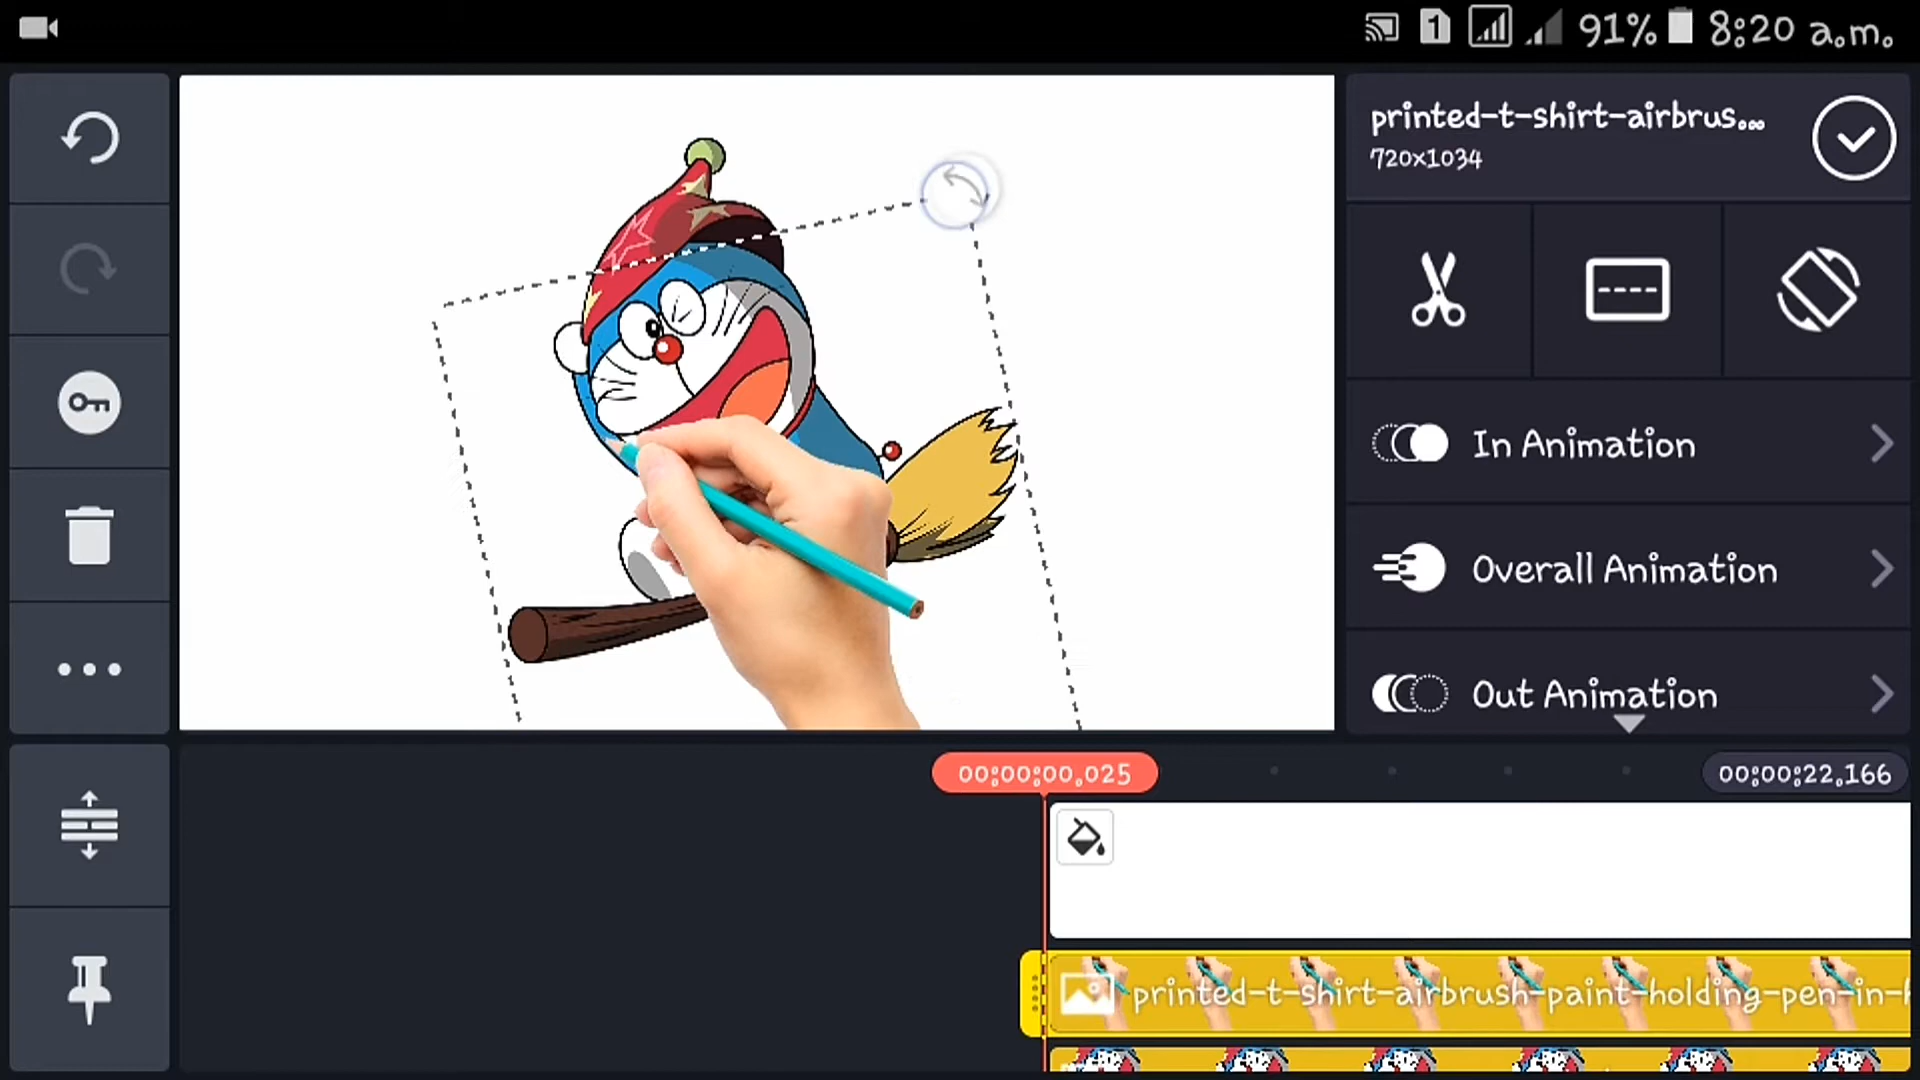 1 91% 8:20 a.m.
printed-t-shirt-airbrus...
720x1034
In Animation
Overall Animation
Out Animation
00:00:00.025
00:00:22.166
printed-t-shirt-airbrush-paint-holding-pen-in-h